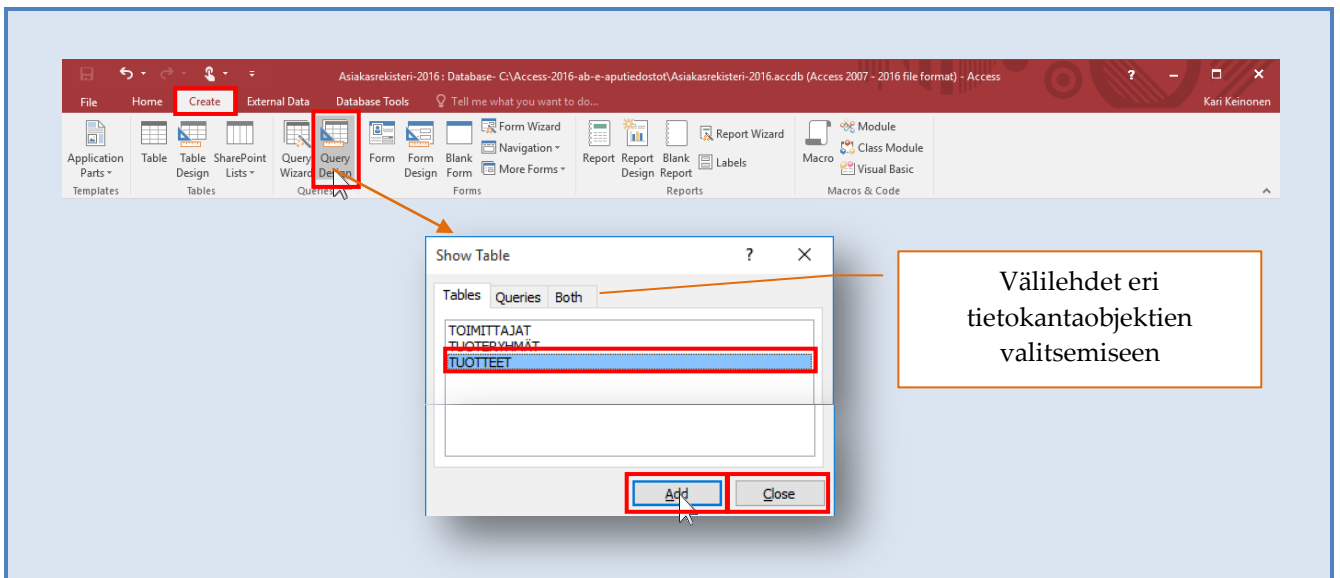 Asiakasrekisteri-2016 : Database- C:\Access-2016-ab-e-aputiedostot\Asiakasrekisteri-2016.accdb (Access 2007 - 2016 file format) - Access
?
File Home Create External Data Database Tools Tell me what you want to do... Kari Keinonen
Application Parts
Table
Table Design
SharePoint Lists
Query Wizard
Query Design
Form
Form Design
Blank Form
Form Wizard
Navigation
More Forms
Report
Report Design
Blank Report
Report Wizard
Labels
Macro
Module
Class Module
Visual Basic
Templates Tables Queries Forms Reports Macros & Code
Show Table ?
Tables Queries Both
TOIMITTAJAT
TUOTERYHMÄT
TUOTTEET
Add Close
Välilehdet eri
tietokantaobjektien
valitsemiseen